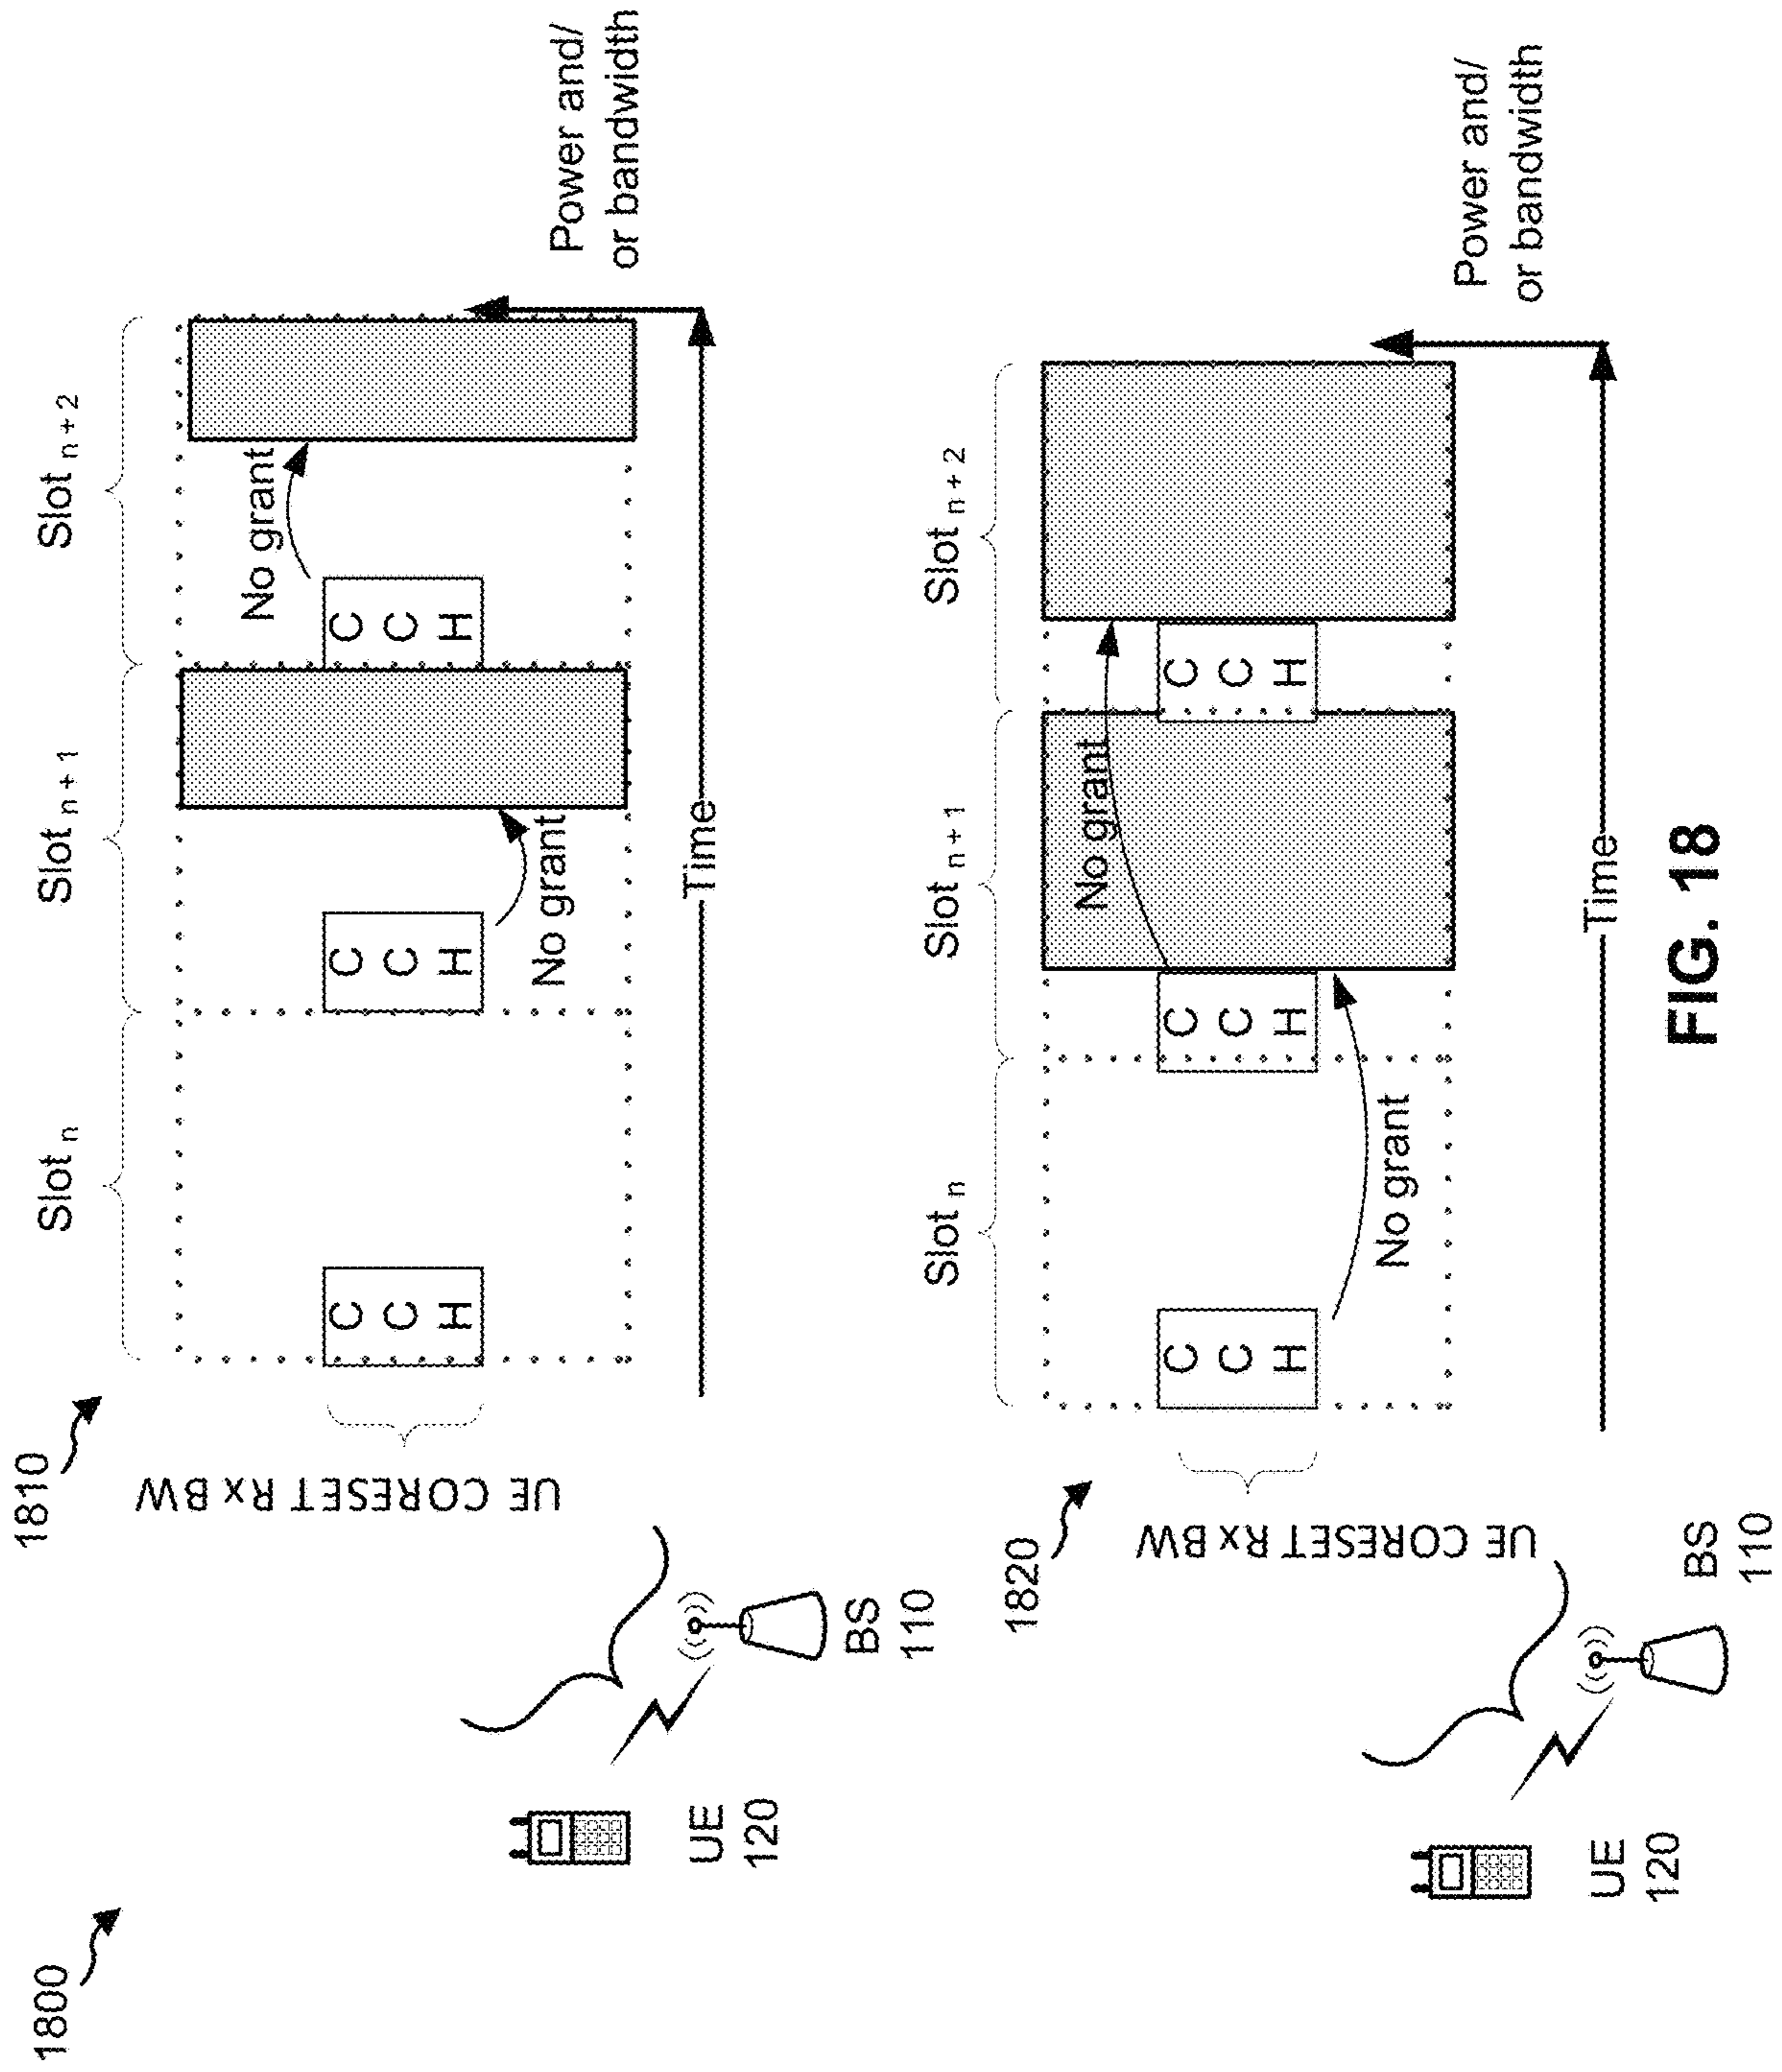 1800
1810
Slot n
Slot n + 1
Slot n + 2
UE CORESET Rx BW
C
C
H
C
C
H
C
C
H
No grant
No grant
Time
Power and/
or bandwidth
UE
120
BS
110
1820
Slot n
Slot n + 1
Slot n + 2
UE CORESET Rx BW
C
C
H
C
C
H
C
C
H
No grant
No grant
Time
Power and/
or bandwidth
UE
120
BS
110
FIG. 18